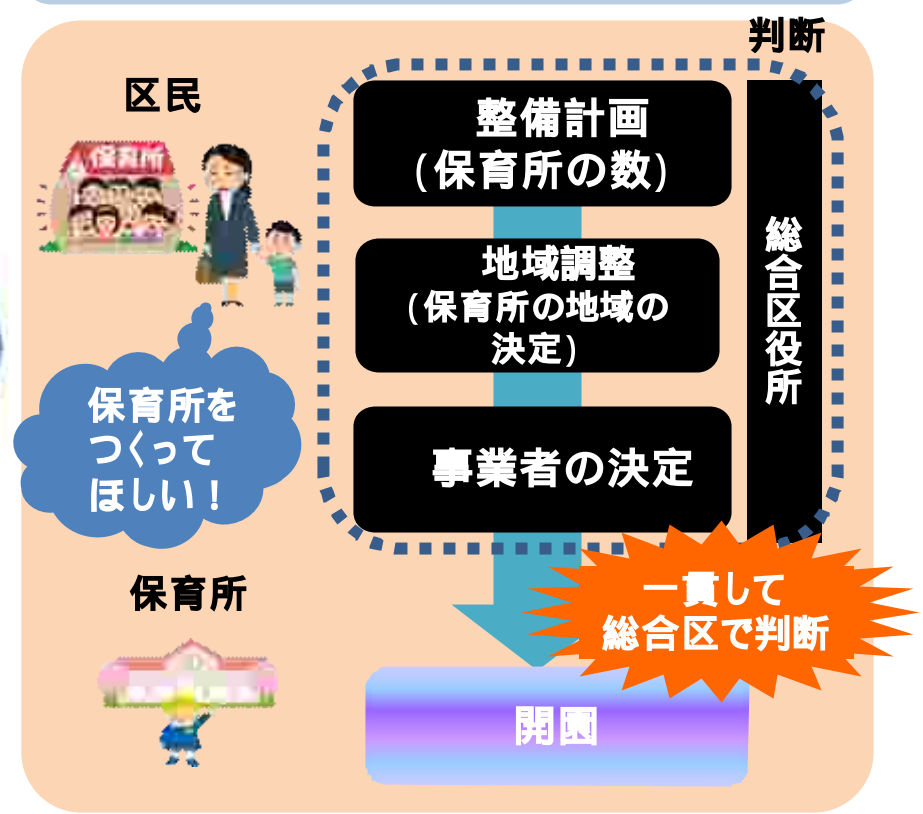 判断
区民
保育所
整備計画
(保育所の数)
地域調整
(保育所の地域の
決定)
事業者の決定
総合区役所
保育所を
つくって
ほしい！
保育所
一貫して
総合区で判断
開園